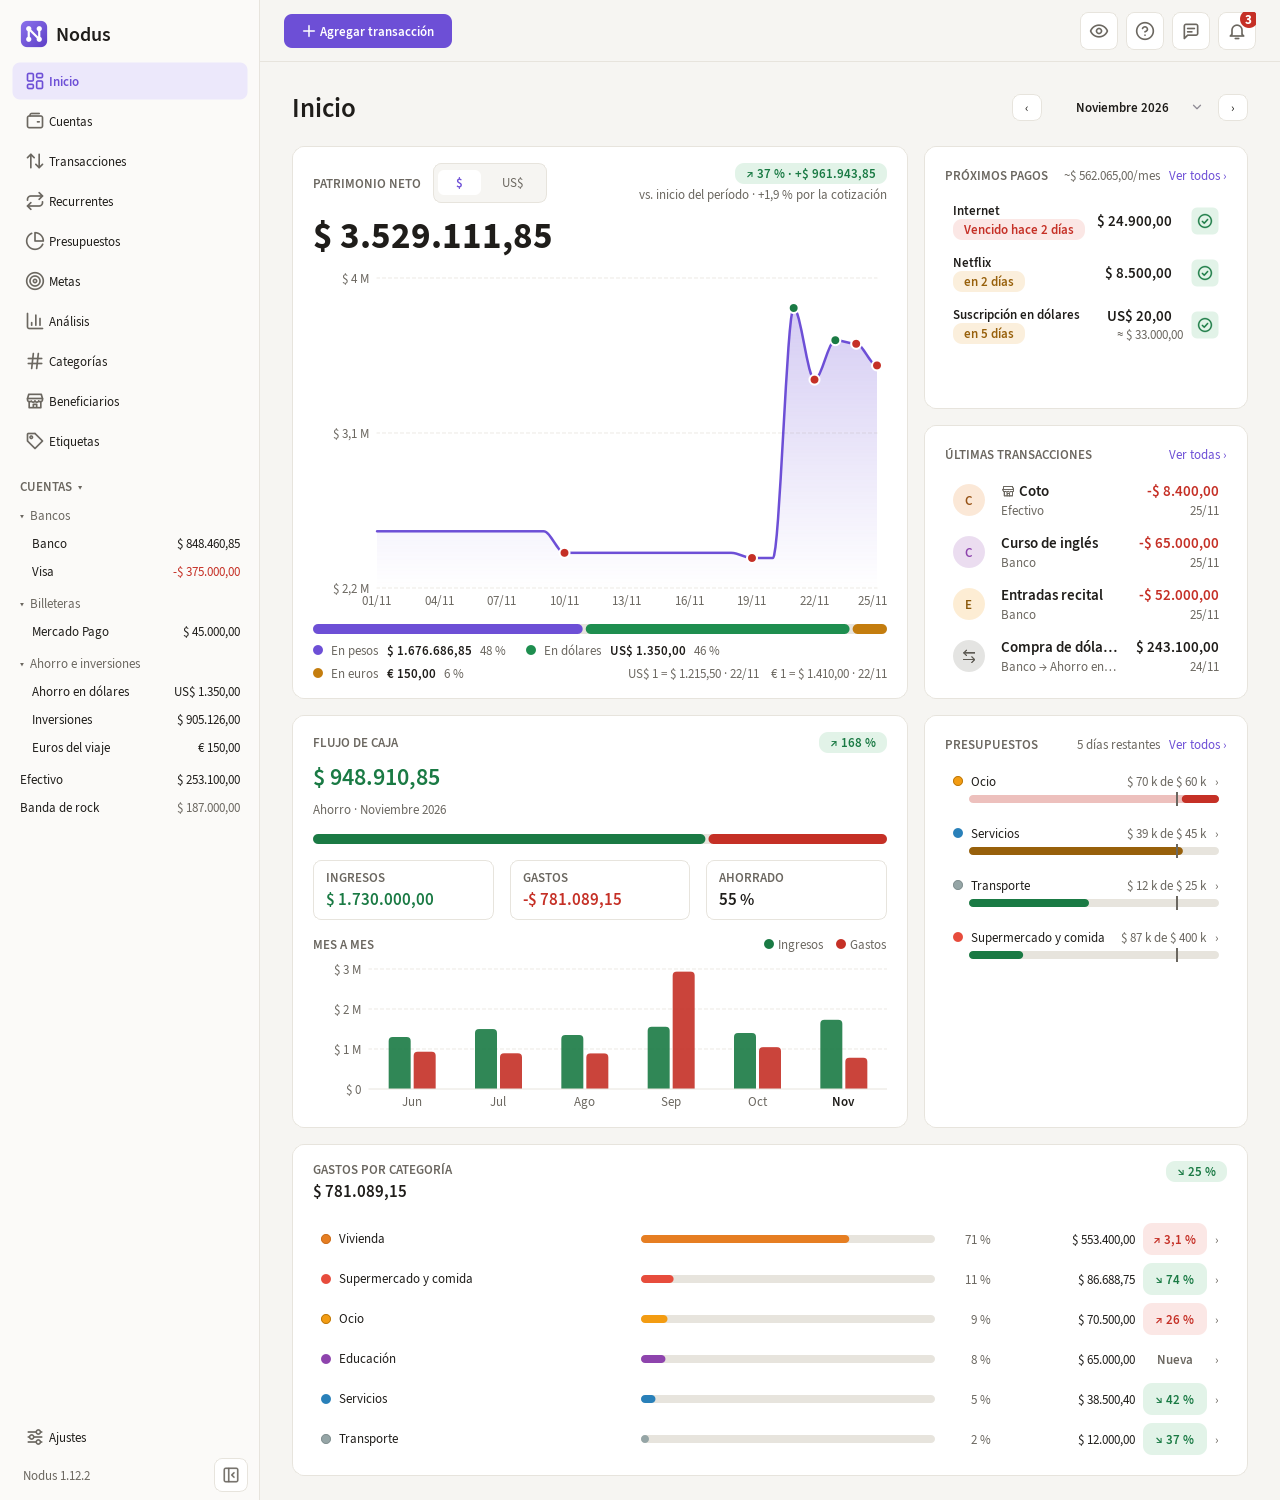 Nodus
Inicio
Cuentas
Transacciones
Recurrentes
Presupuestos
Metas
Análisis
Categorías
Beneficiarios
Etiquetas
CUENTAS
Bancos
Banco $ 848.460,85
Visa -$ 375.000,00
Billeteras
Mercado Pago $ 45.000,00
Ahorro e inversiones
Ahorro en dólares US$ 1.350,00
Inversiones $ 905.126,00
Euros del viaje € 150,00
Efectivo $ 253.100,00
Banda de rock $ 187.000,00
Ajustes
Nodus 1.12.2
Agregar transacción
3
Inicio
‹ Noviembre 2026 ›
PATRIMONIO NETO $ US$
↗ 37 % · +$ 961.943,85
vs. inicio del período · +1,9 % por la cotización
$ 3.529.111,85
$ 4 M
$ 3,1 M
$ 2,2 M
01/11 04/11 07/11 10/11 13/11 16/11 19/11 22/11 25/11
En pesos $ 1.676.686,85 48 % En dólares US$ 1.350,00 46 %
En euros € 150,00 6 % US$ 1 = $ 1.215,50 · 22/11 € 1 = $ 1.410,00 · 22/11
PRÓXIMOS PAGOS ~$ 562.065,00/mes Ver todos ›
Internet
Vencido hace 2 días
$ 24.900,00
Netflix
en 2 días
$ 8.500,00
Suscripción en dólares
en 5 días
US$ 20,00
≈ $ 33.000,00
ÚLTIMAS TRANSACCIONES Ver todas ›
C Coto -$ 8.400,00
Efectivo 25/11
C Curso de inglés -$ 65.000,00
Banco 25/11
E Entradas recital -$ 52.000,00
Banco 25/11
Compra de dóla… $ 243.100,00
Banco → Ahorro en… 24/11
FLUJO DE CAJA ↗ 168 %
$ 948.910,85
Ahorro · Noviembre 2026
INGRESOS
$ 1.730.000,00
GASTOS
-$ 781.089,15
AHORRADO
55 %
MES A MES Ingresos Gastos
$ 3 M
$ 2 M
$ 1 M
$ 0
Jun Jul Ago Sep Oct Nov
PRESUPUESTOS 5 días restantes Ver todos ›
Ocio $ 70 k de $ 60 k ›
Servicios $ 39 k de $ 45 k ›
Transporte $ 12 k de $ 25 k ›
Supermercado y comida $ 87 k de $ 400 k ›
GASTOS POR CATEGORÍA ↘ 25 %
$ 781.089,15
Vivienda 71 % $ 553.400,00 ↗ 3,1 % ›
Supermercado y comida 11 % $ 86.688,75 ↘ 74 % ›
Ocio 9 % $ 70.500,00 ↗ 26 % ›
Educación 8 % $ 65.000,00 Nueva ›
Servicios 5 % $ 38.500,40 ↘ 42 % ›
Transporte 2 % $ 12.000,00 ↘ 37 % ›